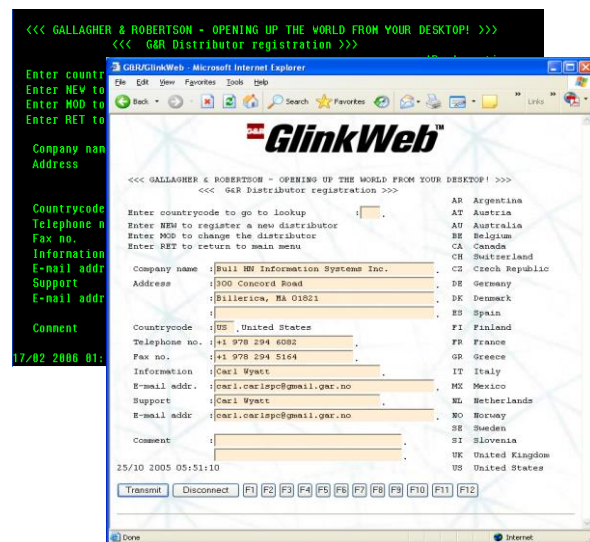 <<< GALLAGHER & ROBERTSON - OPENING UP THE WORLD FROM YOUR DESKTOP! >>>
<<< G&R Distributor registration >>>
Enter countr
Enter NEW to
Enter MOD to
Enter RET to
Company nam
Address
Countrycode
Telephone n
Fax no.
Information
E-mail addr
Support
E-mail addr
Comment
17/02 2006 01:
G&R/GlinkWeb - Microsoft Internet Explorer
File Edit View Favorites Tools Help
Back Search Favorites Links
G&R GlinkWeb™
<<< GALLAGHER & ROBERTSON - OPENING UP THE WORLD FROM YOUR DESKTOP! >>>
<<< G&R Distributor registration >>>
AR Argentina
Enter countrycode to go to lookup : . AT Austria
Enter NEW to register a new distributor AU Australia
Enter MOD to change the distributor BE Belgium
Enter RET to return to main menu CA Canada
CH Switzerland
Company name :Bull HN Information Systems Inc. . CZ Czech Republic
Address :300 Concord Road DE Germany
:Billerica, MA 01821 . DK Denmark
: ES Spain
Countrycode :US .United States FI Finland
Telephone no. :+1 978 294 6082 . FR France
Fax no. :+1 978 294 5164 . GR Greece
Information :Carl Wyatt . IT Italy
E-mail addr. :carl.carlspc@gmail.gar.no . MX Mexico
Support :Carl Wyatt . NL Netherlands
E-mail addr :carl.carlspc@gmail.gar.no . NO Norway
SE Sweden
Comment : . SI Slovenia
. UK United Kingdom
25/10 2005 05:51:10 US United States
Transmit Disconnect F1 F2 F3 F4 F5 F6 F7 F8 F9 F10 F11 F12
Done Internet